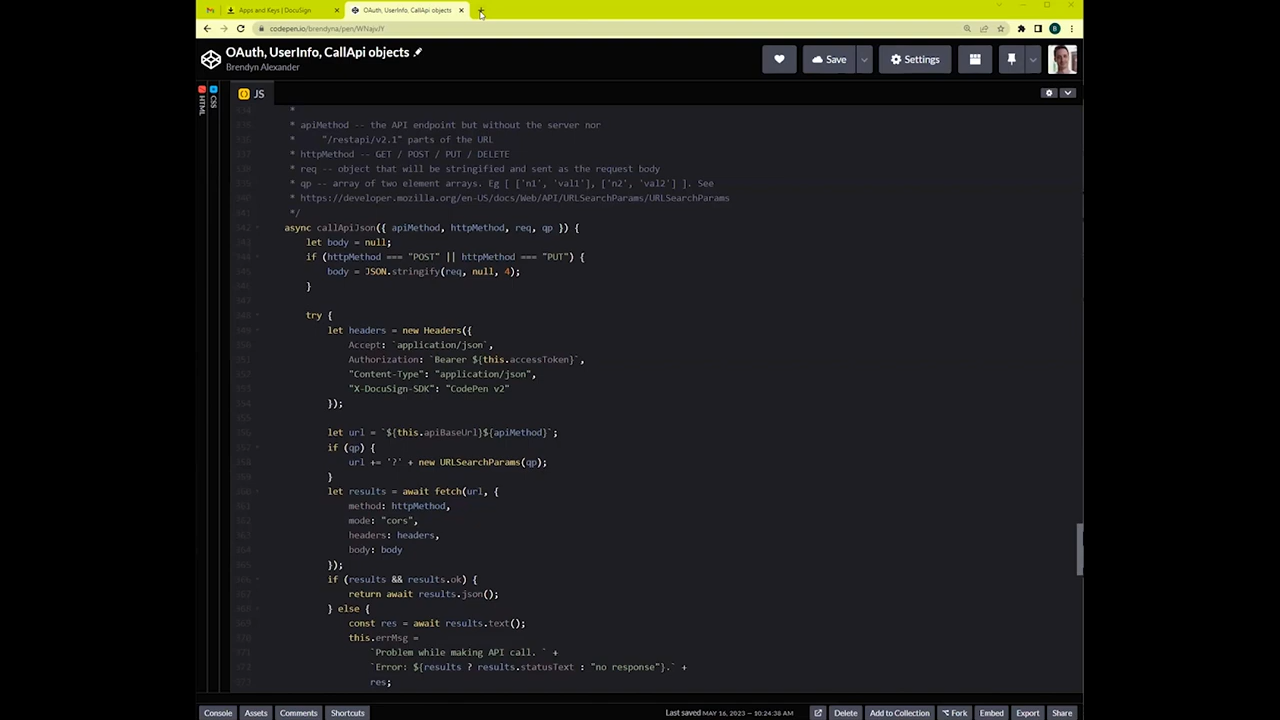 Apps and Keys | DocuSign
OAuth, UserInfo, CallApi objects
codepen.io/brendyna/pen/WNajvJY
OAuth, UserInfo, CallApi objects
Brendyn Alexander
Save
Settings
HTML
CSS
JS
*
* apiMethod -- the API endpoint but without the server nor
* "/restapi/v2.1" parts of the URL
* httpMethod -- GET / POST / PUT / DELETE
* req -- object that will be stringified and sent as the request body
* qp -- array of two element arrays. Eg [ ['n1', 'val1'], ['n2', 'val2'] ]. See
* https://developer.mozilla.org/en-US/docs/Web/API/URLSearchParams/URLSearchParams
*/
async callApiJson({ apiMethod, httpMethod, req, qp }) {
let body = null;
if (httpMethod === "POST" || httpMethod === "PUT") {
body = JSON.stringify(req, null, 4);
}
try {
let headers = new Headers({
Accept: `application/json`,
Authorization: `Bearer ${this.accessToken}`,
"Content-Type": "application/json",
"X-DocuSign-SDK": "CodePen v2"
});
let url = `${this.apiBaseUrl}${apiMethod}`;
if (qp) {
url += '?' + new URLSearchParams(qp);
}
let results = await fetch(url, {
method: httpMethod,
mode: "cors",
headers: headers,
body: body
});
if (results && results.ok) {
return await results.json();
} else {
const res = await results.text();
this.errMsg =
`Problem while making API call. ` +
`Error: ${results ? results.statusText : "no response"}.` +
res;
Console
Assets
Comments
Shortcuts
Last saved MAY 16, 2023 — 10:24:38 AM
Delete
Add to Collection
Fork
Embed
Export
Share